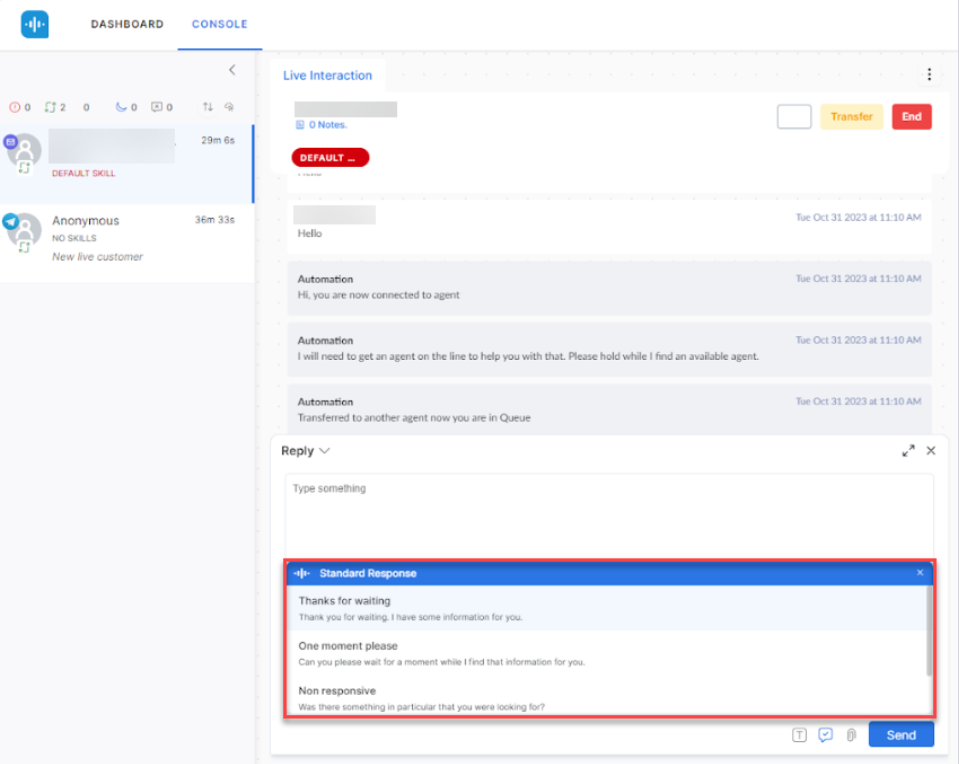 DASHBOARD CONSOLE
0 2 0 0 0
29m 6s
DEFAULT SKILL
Anonymous 36m 33s
NO SKILLS
New live customer
Live Interaction
0 Notes.
Transfer End
DEFAULT ...
Tue Oct 31 2023 at 11:10 AM
Hello
Automation Tue Oct 31 2023 at 11:10 AM
Hi, you are now connected to agent
Automation Tue Oct 31 2023 at 11:10 AM
I will need to get an agent on the line to help you with that. Please hold while I find an available agent.
Automation Tue Oct 31 2023 at 11:10 AM
Transferred to another agent now you are in Queue
Reply
Type something
Standard Response
Thanks for waiting
Thank you for waiting, I have some information for you.
One moment please
Can you please wait for a moment while I find that information for you.
Non responsive
Was there something in particular that you were looking for?
T Send